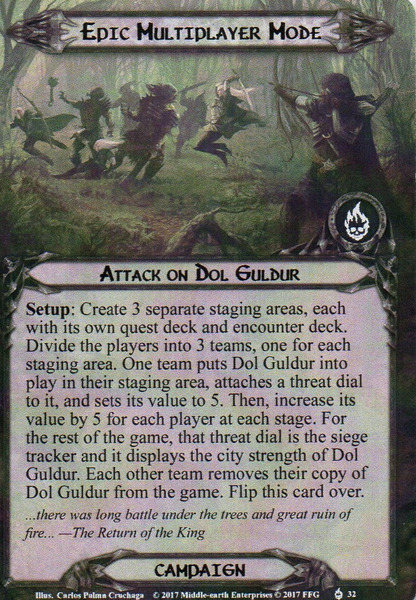 Epic Multiplayer Mode
Attack on Dol Guldur
Setup: Create 3 separate staging areas, each
with its own quest deck and encounter deck.
Divide the players into 3 teams, one for each
staging area. One team puts Dol Guldur into
play in their staging area, attaches a threat dial
to it, and sets its value to 5. Then, increase its
value by 5 for each player at each stage. For
the rest of the game, that threat dial is the siege
tracker and it displays the city strength of Dol
Guldur. Each other team removes their copy of
Dol Guldur from the game. Flip this card over.
...there was long battle under the trees and great ruin of
fire... —The Return of the King
CAMPAIGN
Illus. Carlos Palma Cruchaga © 2017 Middle-earth Enterprises © 2017 FFG 32